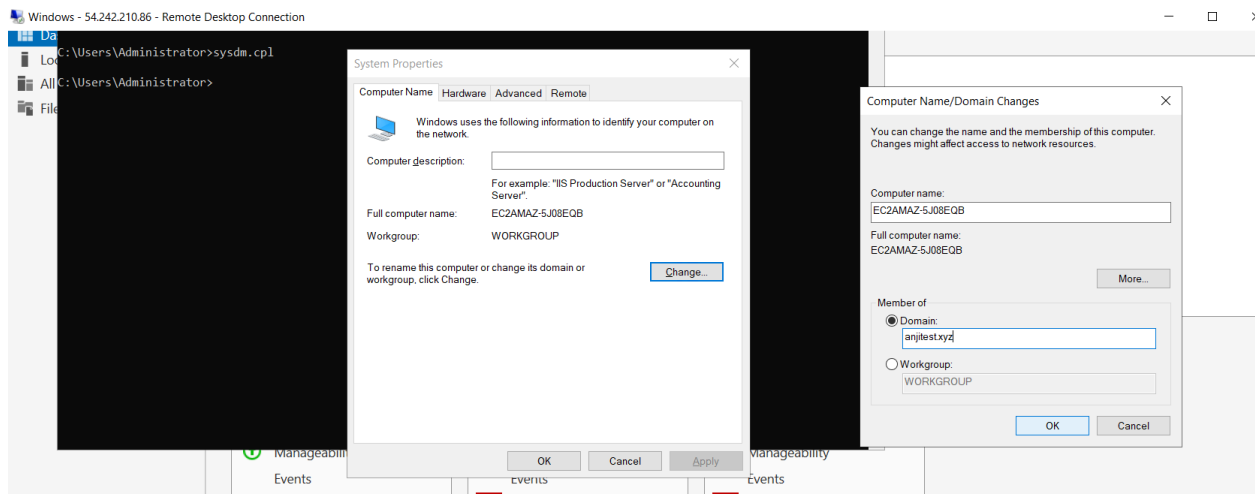 Windows - 54.242.210.86 - Remote Desktop Connection
C:\Users\Administrator>sysdm.cpl
C:\Users\Administrator>
Da
Loc
All
File
System Properties
Computer Name Hardware Advanced Remote
Windows uses the following information to identify your computer on
the network.
Computer description:
For example: "IIS Production Server" or "Accounting
Server".
Full computer name: EC2AMAZ-5J08EQB
Workgroup: WORKGROUP
To rename this computer or change its domain or
workgroup, click Change.
Change...
OK Cancel Apply
Computer Name/Domain Changes
You can change the name and the membership of this computer.
Changes might affect access to network resources.
Computer name:
EC2AMAZ-5J08EQB
Full computer name:
EC2AMAZ-5J08EQB
More...
Member of
Domain:
anjitest.xyz
Workgroup:
WORKGROUP
OK Cancel
Manageabili
Manageability
Events
Events
Events